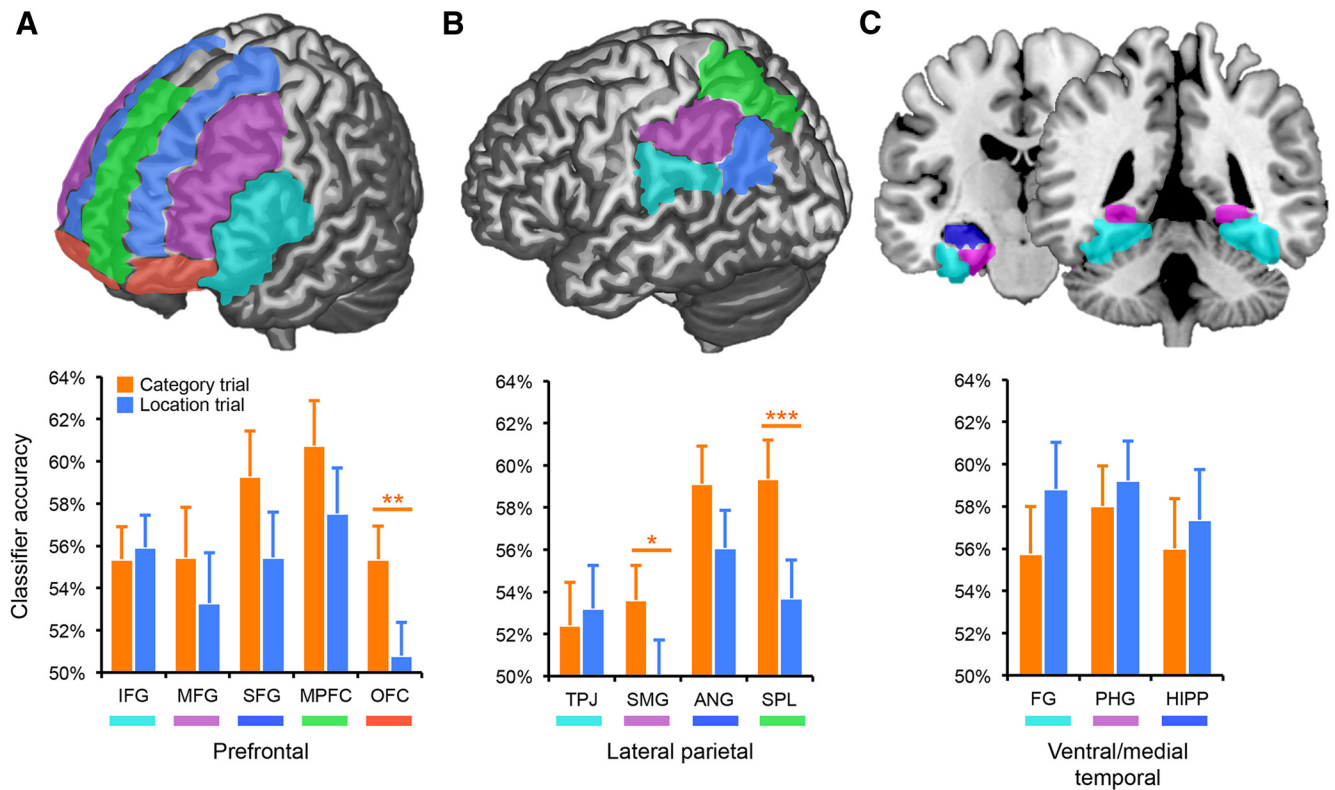 A
B
C
64%
62%
60%
58%
56%
54%
52%
50%
Classifier accuracy
Category trial
Location trial
**
IFG MFG SFG MPFC OFC
Prefrontal
64%
62%
60%
58%
56%
54%
52%
50%
*
***
TPJ SMG ANG SPL
Lateral parietal
64%
62%
60%
58%
56%
54%
52%
50%
FG PHG HIPP
Ventral/medial
temporal